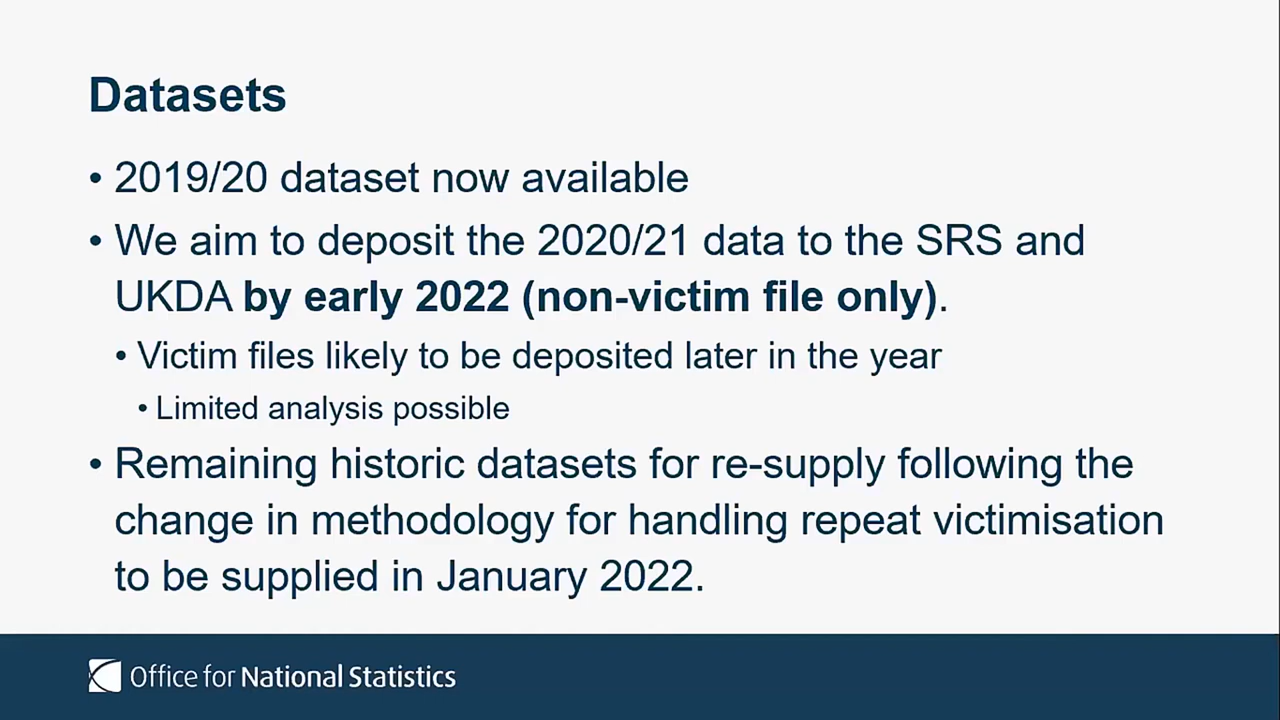 Datasets
• 2019/20 dataset now available
• We aim to deposit the 2020/21 data to the SRS and
UKDA by early 2022 (non-victim file only).
• Victim files likely to be deposited later in the year
• Limited analysis possible
• Remaining historic datasets for re-supply following the
change in methodology for handling repeat victimisation
to be supplied in January 2022.
Office for National Statistics